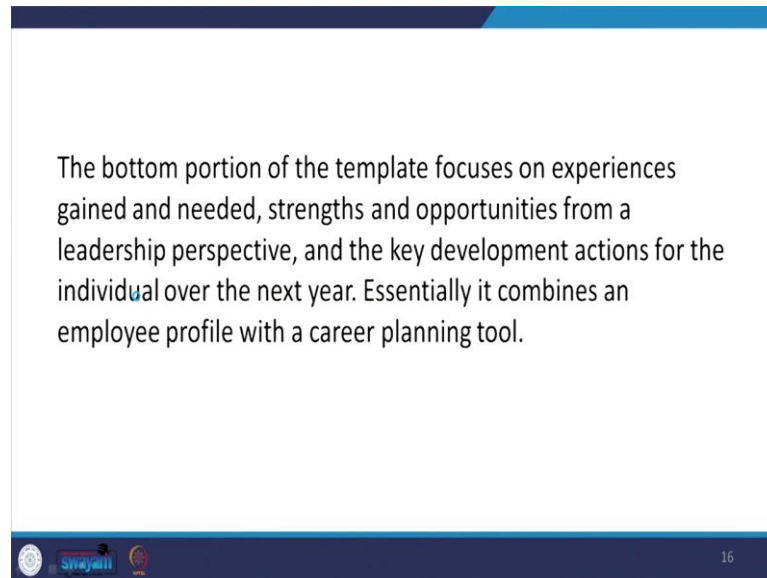 The bottom portion of the template focuses on experiences
gained and needed, strengths and opportunities from a
leadership perspective, and the key development actions for the
individual over the next year. Essentially it combines an
employee profile with a career planning tool.
swayam
16